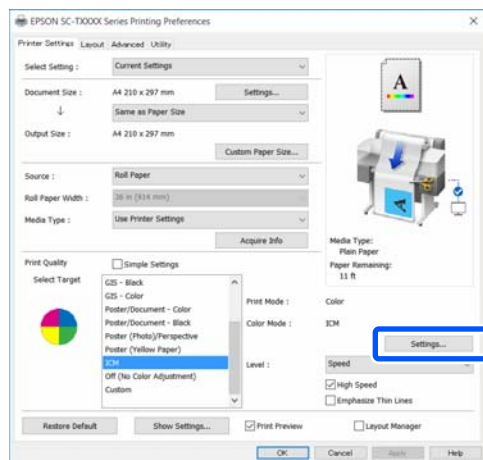 EPSON SC-TXXXX Series Printing Preferences
Printer Settings Layout Advanced Utility
Select Setting : Current Settings
Document Size : A4 210 x 297 mm Settings...
Same as Paper Size
Output Size : A4 210 x 297 mm
Custom Paper Size...
Source : Roll Paper
Roll Paper Width : 36 in (914 mm)
Media Type : Use Printer Settings
Acquire Info
A
A
Media Type:
Plain Paper
Paper Remaining:
11 ft
Print Quality Simple Settings
Select Target
GIS - Black
GIS - Color
Poster/Document - Color
Poster/Document - Black
Poster (Photo)/Perspective
Poster (Yellow Paper)
ICM
Off (No Color Adjustment)
Custom
Print Mode : Color
Color Mode : ICM
Settings...
Level : Speed
High Speed
Emphasize Thin Lines
Restore Default Show Settings... Print Preview Layout Manager
OK Cancel Apply Help